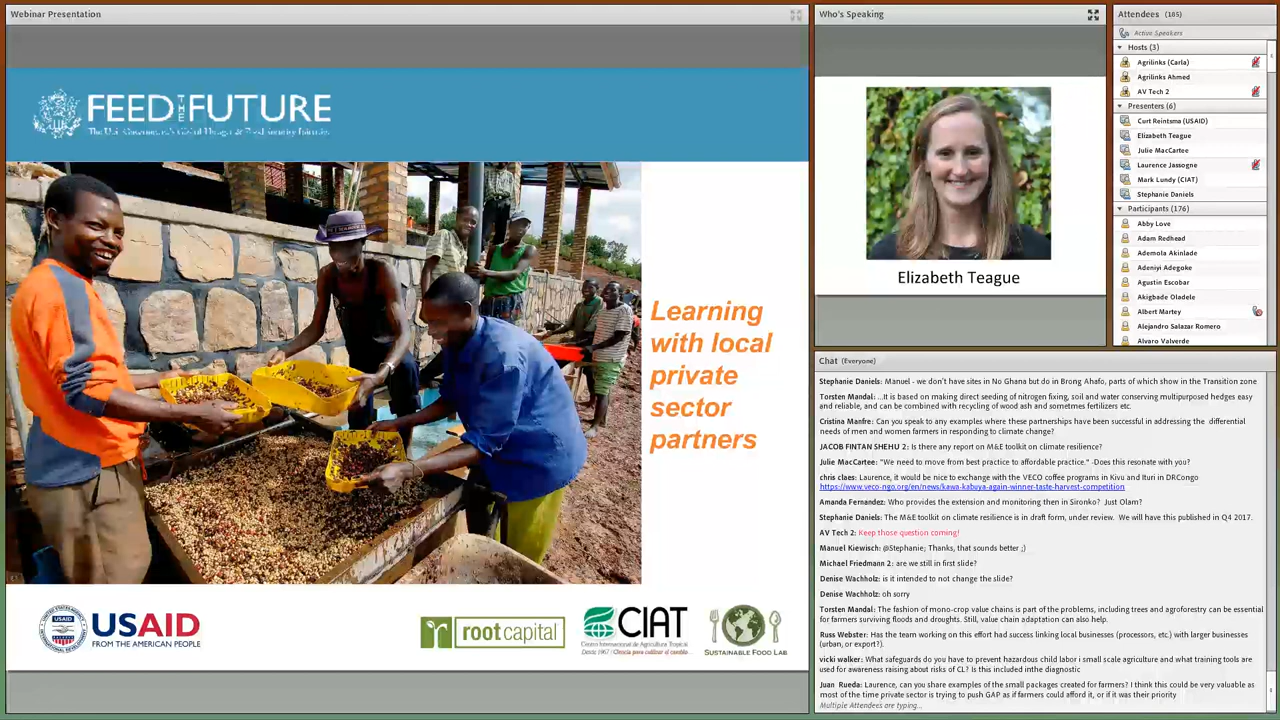 Webinar Presentation
FEED THE FUTURE
The U.S. Government's Global Hunger & Food Security Initiative
Learning
with local
private
sector
partners
USAID
USAID
FROM THE AMERICAN PEOPLE
rootcapital
CIAT
Centro Internacional de Agricultura Tropical
Desde 1967 / Ciencia para cultivar el cambio
SUSTAINABLE FOOD LAB
Who's Speaking
Elizabeth Teague
Attendees (185)
Active Speakers
Hosts (3)
Agrilinks (Carla)
Agrilinks Ahmed
AV Tech 2
Presenters (6)
Curt Reintsma (USAID)
Elizabeth Teague
Julie MacCartee
Laurence Jassogne
Mark Lundy (CIAT)
Stephanie Daniels
Participants (176)
Abby Love
Adam Redhead
Ademola Akinlade
Adeniyi Adegoke
Agustin Escobar
Akigbade Oladele
Albert Martey
Alejandro Salazar Romero
Alvaro Valverde
Chat (Everyone)
Stephanie Daniels: Manuel - we don't have sites in No Ghana but do in Brong Ahafo, parts of which show in the Transition zone
Torsten Mandal: ...It is based on making direct seeding of nitrogen fixing, soil and water conserving multipurposed hedges easy
and reliable, and can be combined with recycling of wood ash and sometimes fertilizers etc.
Cristina Manfre: Can you speak to any examples where these partnerships have been successful in addressing the differential
needs of men and women farmers in responding to climate change?
JACOB FINTAN SHEHU 2: Is there any report on M&E toolkit on climate resilience?
Julie MacCartee: "We need to move from best practice to affordable practice." -Does this resonate with you?
chris claes: Laurence, it would be nice to exchange with the VECO coffee programs in Kivu and Ituri in DRCongo
https://www.veco-ngo.org/en/news/kawa-kabuya-again-winner-taste-harvest-competition
Amanda Fernandez: Who provides the extension and monitoring then in Sironko? Just Olam?
Stephanie Daniels: The M&E toolkit on climate resilience is in draft form, under review. We will have this published in Q4 2017.
AV Tech 2: Keep those question coming!
Manuel Kiewisch: @Stephanie; Thanks, that sounds better ;)
Michael Friedmann 2: are we still in first slide?
Denise Wachholz: is it intended to not change the slide?
Denise Wachholz: oh sorry
Torsten Mandal: The fashion of mono-crop value chains is part of the problems, including trees and agroforestry can be essential
for farmers surviving floods and droughts. Still, value chain adaptation can also help.
Russ Webster: Has the team working on this effort had success linking local businesses (processors, etc.) with larger businesses
(urban, or export?).
vicki walker: What safeguards do you have to prevent hazardous child labor i small scale agriculture and what training tools are
used for awareness raising about risks of CL? Is this included inthe diagnostic
Juan Rueda: Laurence, can you share examples of the small packages created for farmers? I think this could be very valuable as
most of the time private sector is trying to push GAP as if farmers could afford it, or if it was their priority
Multiple Attendees are typing...